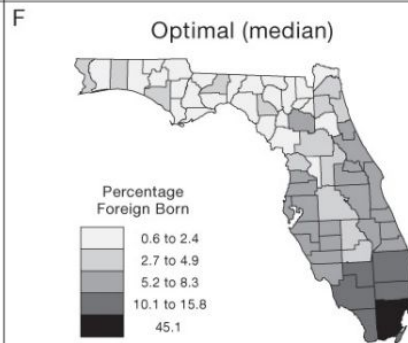 F
Optimal (median)
Percentage
Foreign Born
0.6 to 2.4
2.7 to 4.9
5.2 to 8.3
10.1 to 15.8
45.1